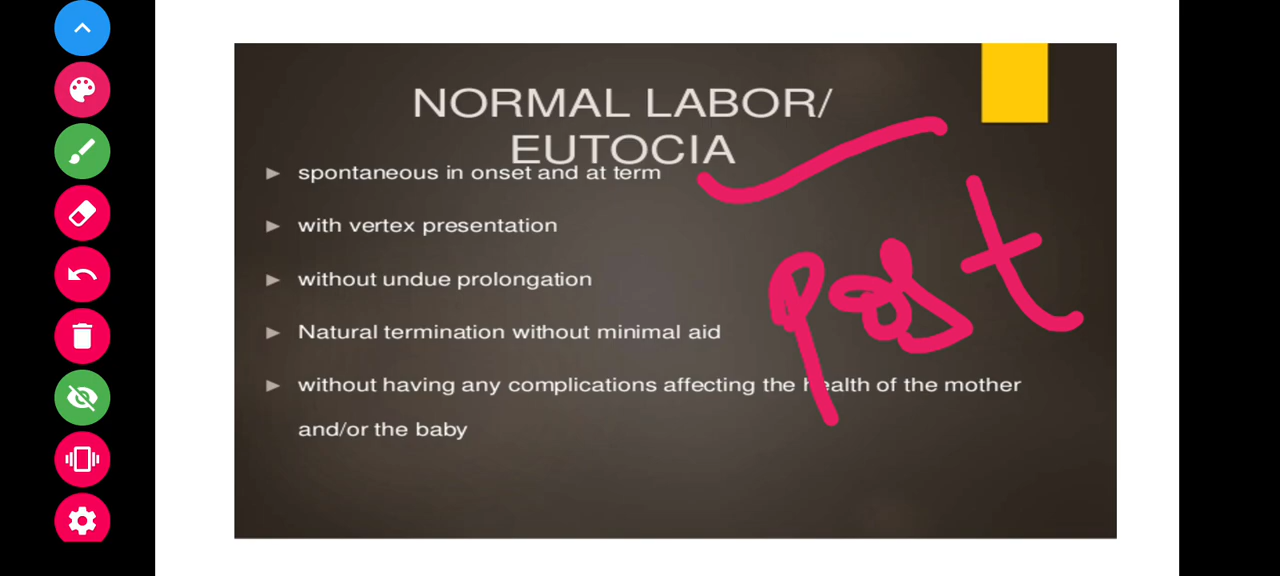 NORMAL LABOR/
EUTOCIA
spontaneous in onset and at term
with vertex presentation
without undue prolongation
Natural termination without minimal aid
without having any complications affecting the health of the mother
and/or the baby
post